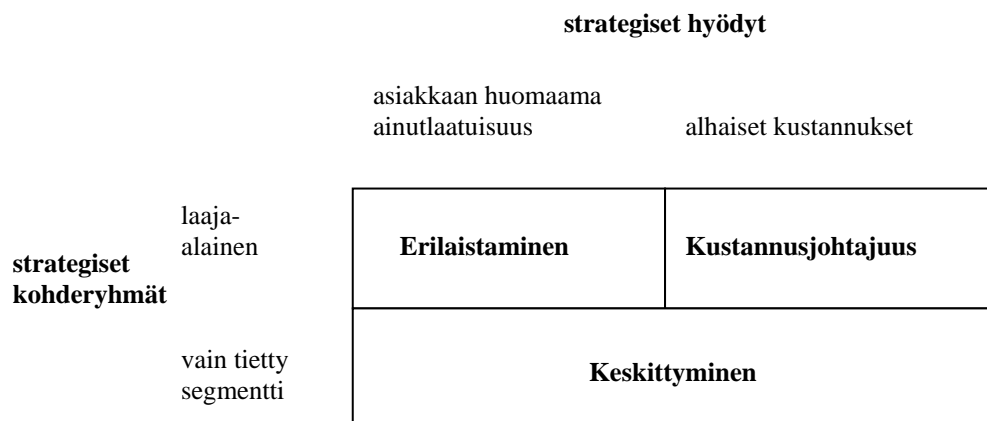 strategiset hyödyt
asiakkaan huomaama
ainutlaatuisuus
alhaiset kustannukset
laaja-
alainen
Erilaistaminen
Kustannusjohtajuus
strategiset
kohderyhmät
vain tietty
segmentti
Keskittyminen